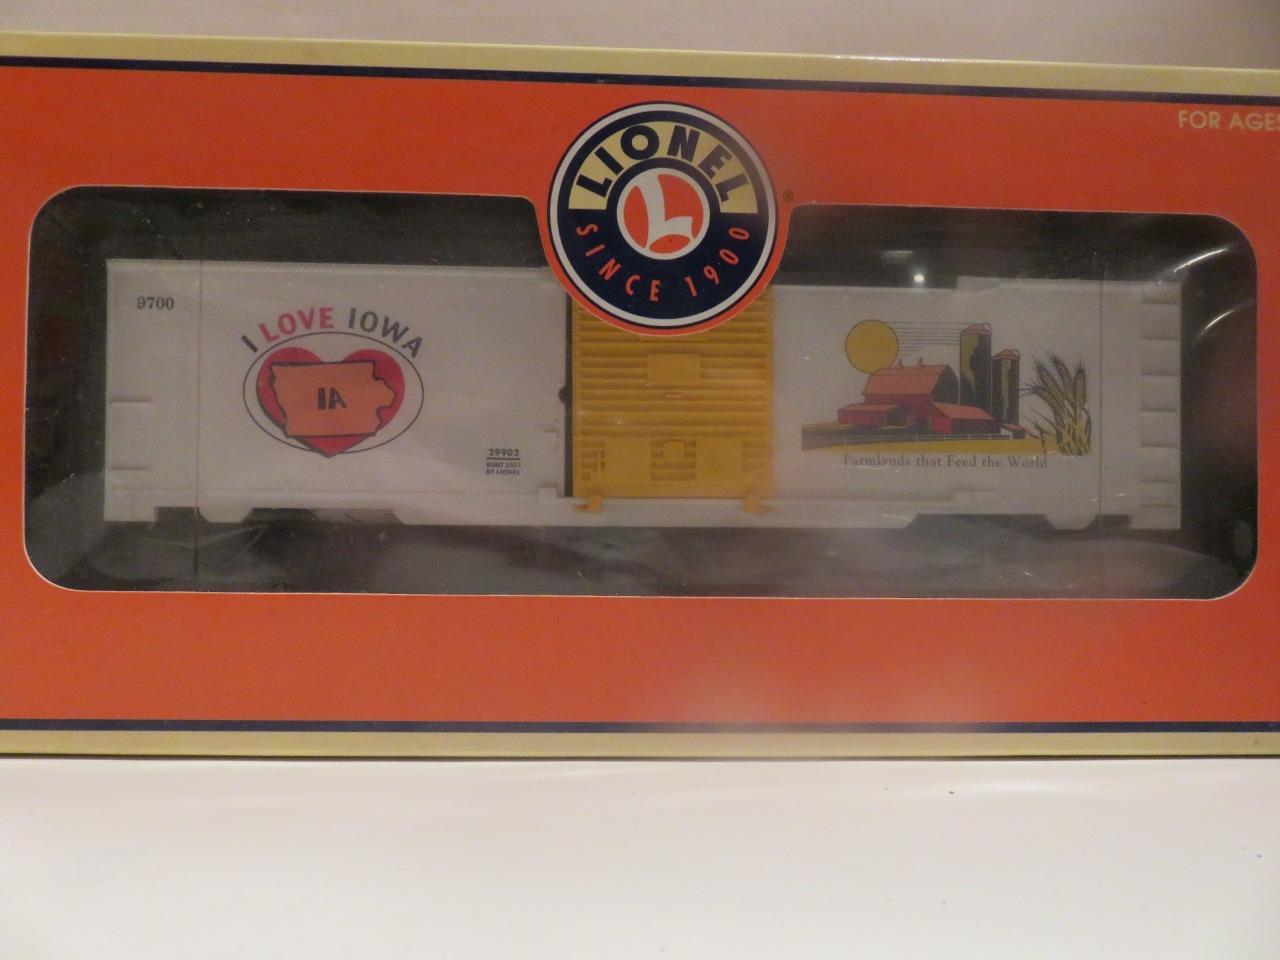 FOR AGES
LIONEL
L
SINCE 1900
9700
I LOVE IOWA
IA
29902
BUILT 2001
BY LIONEL
Farmlands that Feed the World